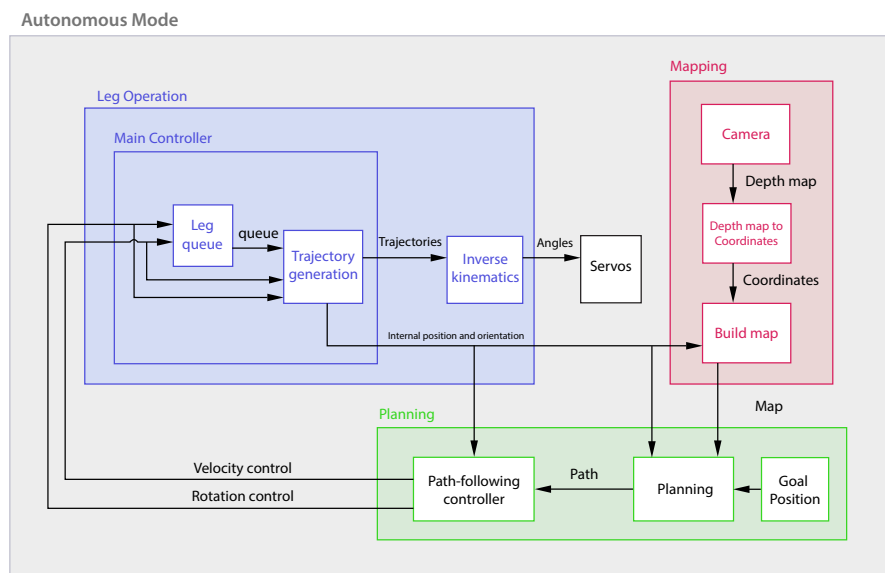 Autonomous Mode
Mapping
Leg Operation
Main Controller
Camera
Depth map
Leg
queue
queue
Trajectory
generation
Trajectories
Inverse
kinematics
Angles
Servos
Depth map to
Coordinates
Coordinates
Build map
Internal position and orientation
Map
Planning
Velocity control
Rotation control
Path-following
controller
Path
Planning
Goal
Position